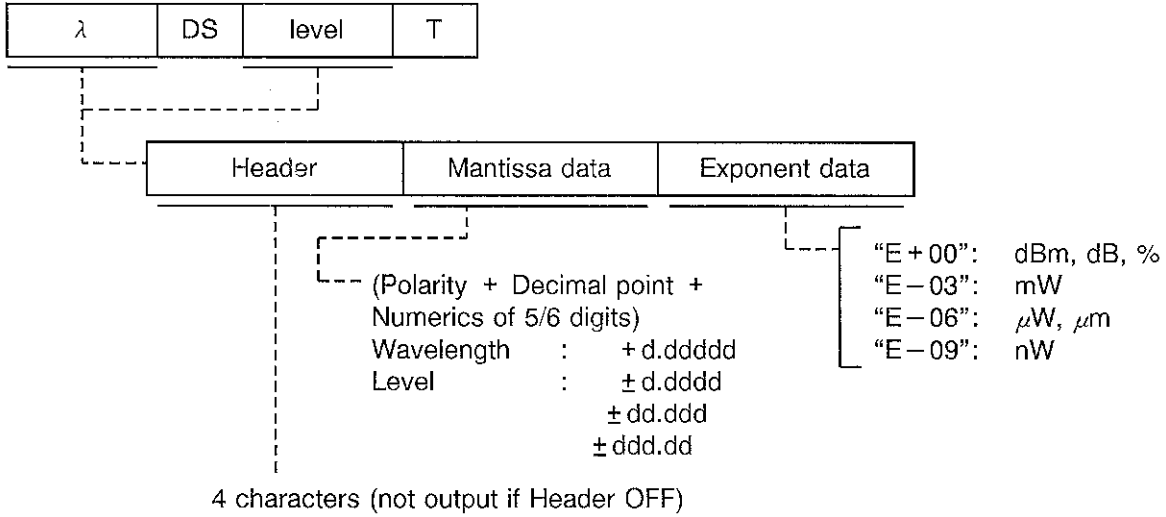 λ DS level T
Header Mantissa data Exponent data
(Polarity + Decimal point +
Numerics of 5/6 digits)
Wavelength : +d.ddddd
Level : ±d.dddd
±dd.ddd
±ddd.dd
"E+00": dBm, dB, %
"E−03": mW
"E−06": μW, μm
"E−09": nW
4 characters (not output if Header OFF)